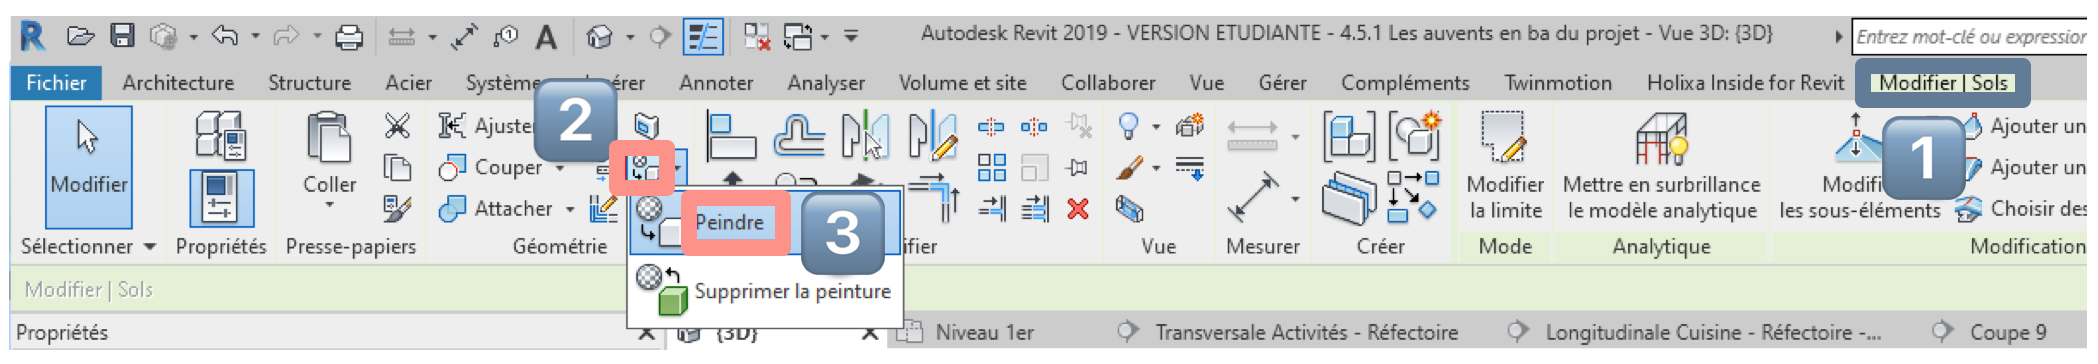 Autodesk Revit 2019 - VERSION ETUDIANTE - 4.5.1 Les auvents en ba du projet - Vue 3D: {3D}
Entrez mot-clé ou expression
Fichier Architecture Structure Acier Système érer Annoter Analyser Volume et site Collaborer Vue Gérer Compléments Twinmotion Holixa Inside for Revit Modifier | Sols
2
1
Ajuste
Ajouter un
Couper
Ajouter un
Modifier
Coller
Attacher
Modifier la limite
Mettre en surbrillance le modèle analytique
Modifi les sous-éléments
Choisir des
Peindre
3
Sélectionner Propriétés Presse-papiers Géométrie ifier Vue Mesurer Créer Mode Analytique Modification
Modifier | Sols
Supprimer la peinture
Propriétés
{3D}
Niveau 1er
Transversale Activités - Réfectoire
Longitudinale Cuisine - Réfectoire -...
Coupe 9